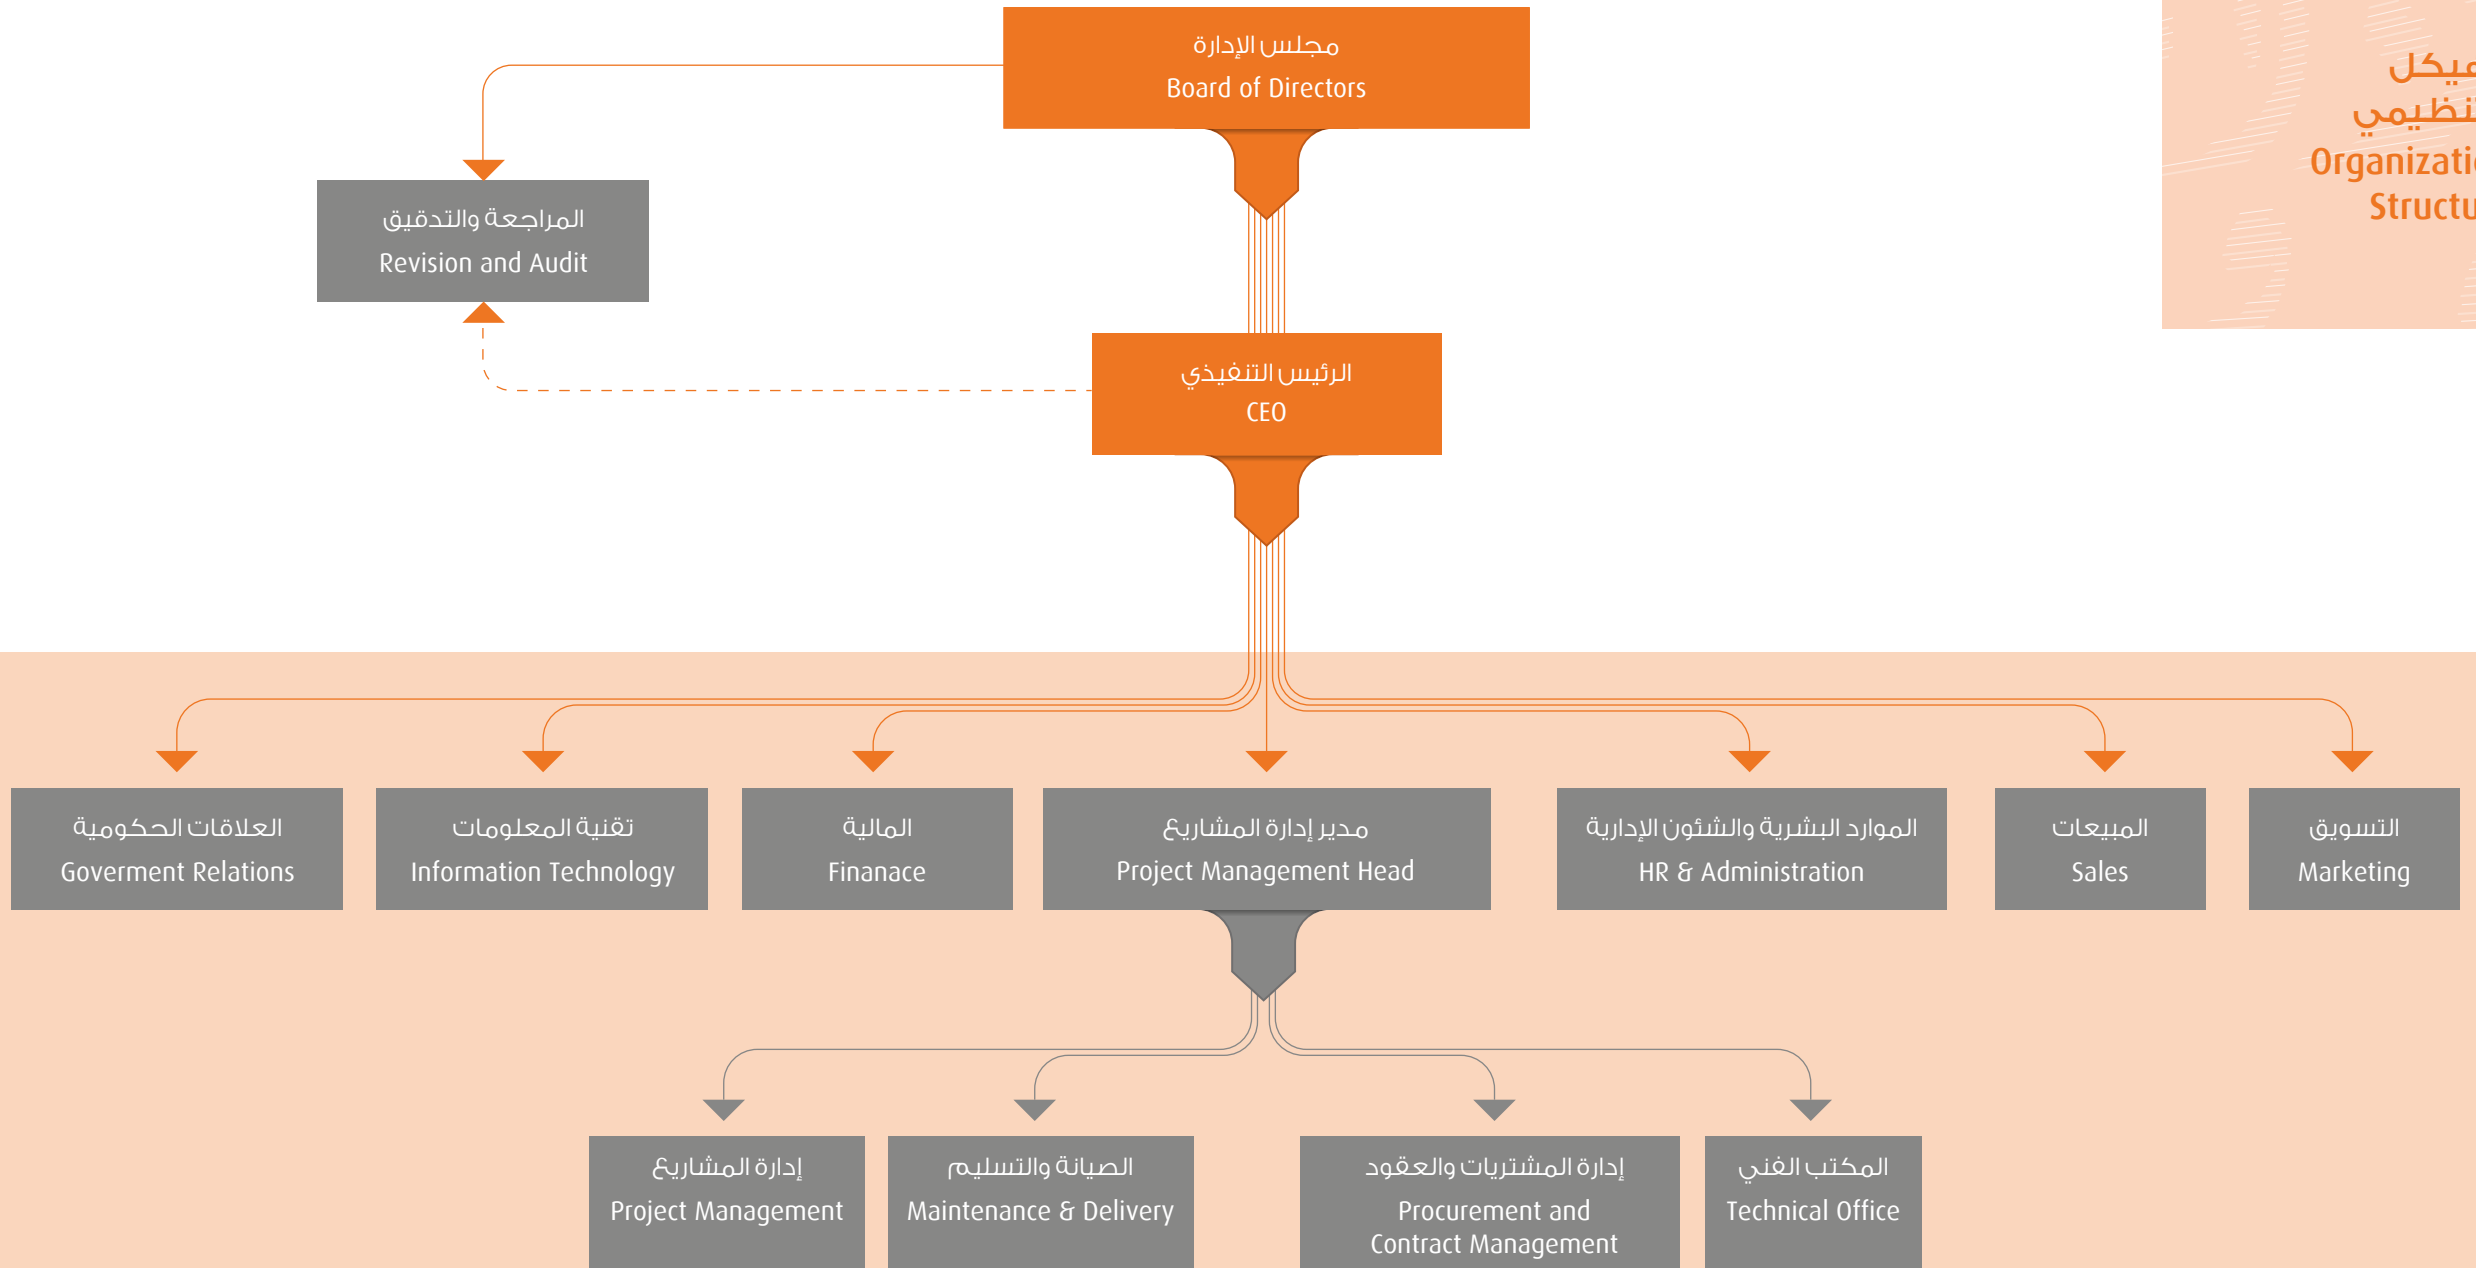 مجلس الإدارة
Board of Directors
المراجعة والتدقيق
Revision and Audit
الرئيس التنفيذي
CEO
العلاقات الحكومية
Goverment Relations
تقنية المعلومات
Information Technology
المالية
Finanace
مدير إدارة المشاريع
Project Management Head
الموارد البشرية والشئون الإدارية
HR & Administration
المبيعات
Sales
التسويق
Marketing
إدارة المشاريع
Project Management
الصيانة والتسليم
Maintenance & Delivery
إدارة المشتريات والعقود
Procurement and
Contract Management
المكتب الفني
Technical Office